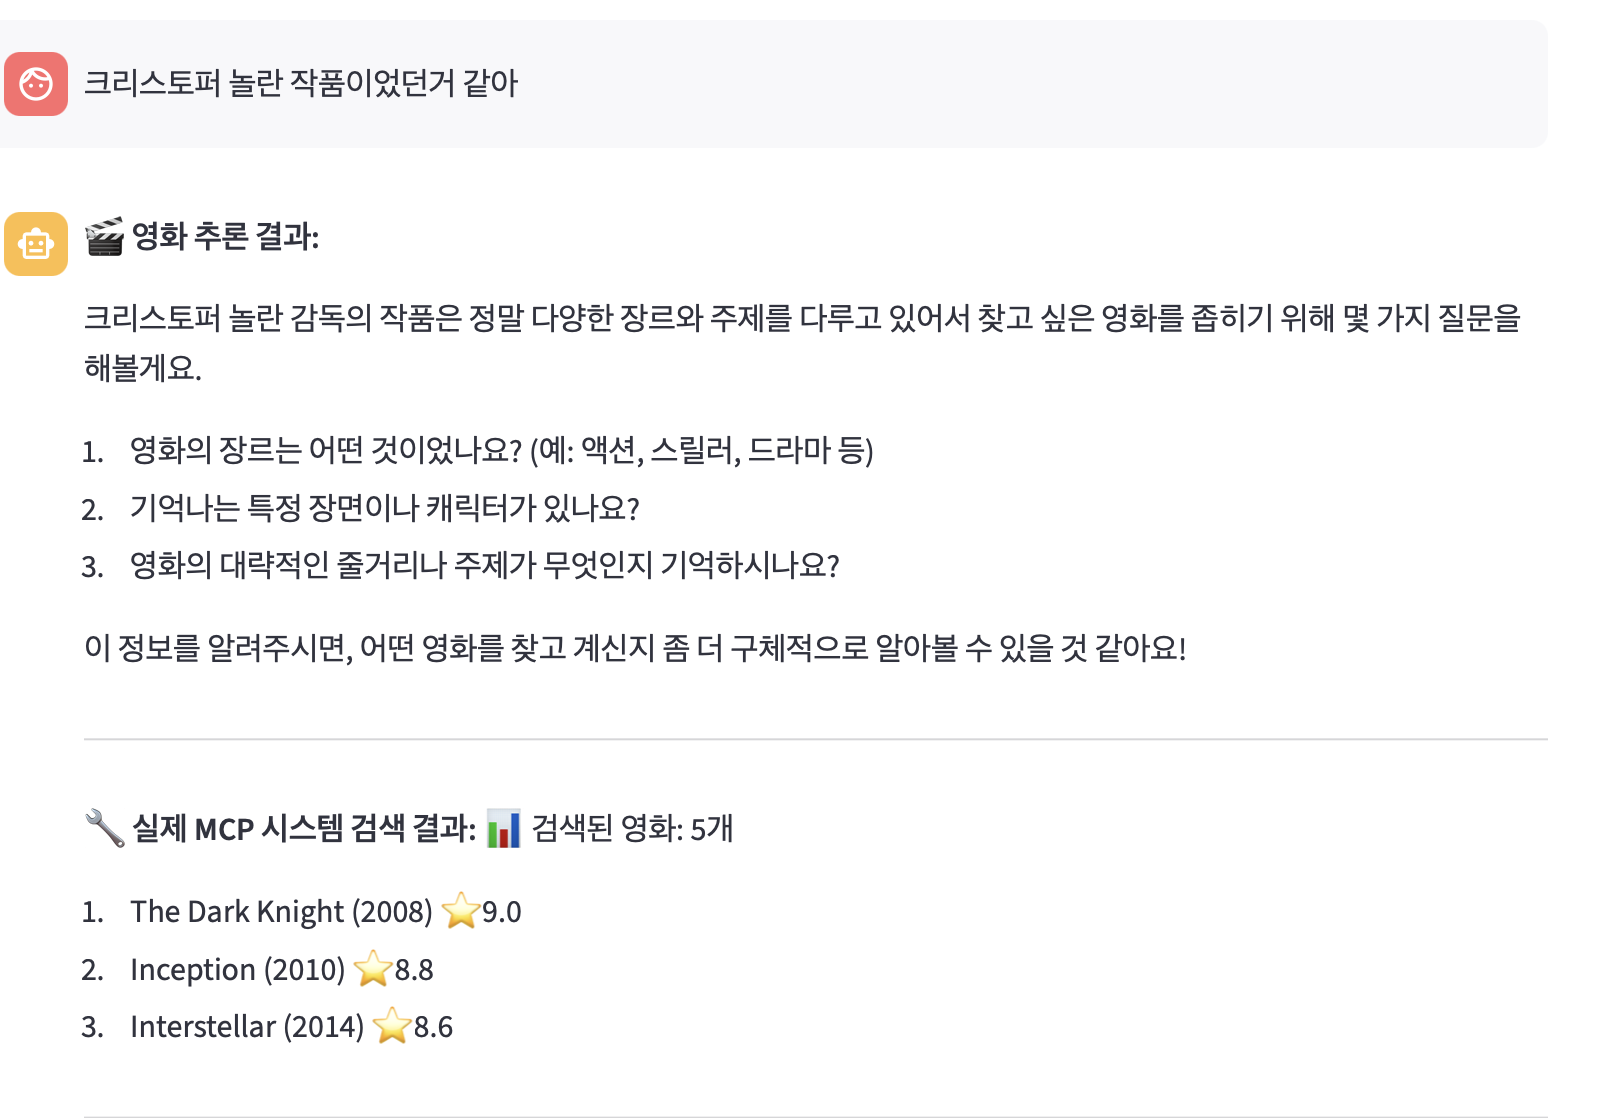 크리스토퍼 놀란 작품이었던거 같아
🎬 영화 추론 결과:
크리스토퍼 놀란 감독의 작품은 정말 다양한 장르와 주제를 다루고 있어서 찾고 싶은 영화를 좁히기 위해 몇 가지 질문을
해볼게요.
1. 영화의 장르는 어떤 것이었나요? (예: 액션, 스릴러, 드라마 등)
2. 기억나는 특정 장면이나 캐릭터가 있나요?
3. 영화의 대략적인 줄거리나 주제가 무엇인지 기억하시나요?
이 정보를 알려주시면, 어떤 영화를 찾고 계신지 좀 더 구체적으로 알아볼 수 있을 것 같아요!
🔧 실제 MCP 시스템 검색 결과: 📊 검색된 영화: 5개
1. The Dark Knight (2008) ⭐9.0
2. Inception (2010) ⭐8.8
3. Interstellar (2014) ⭐8.6